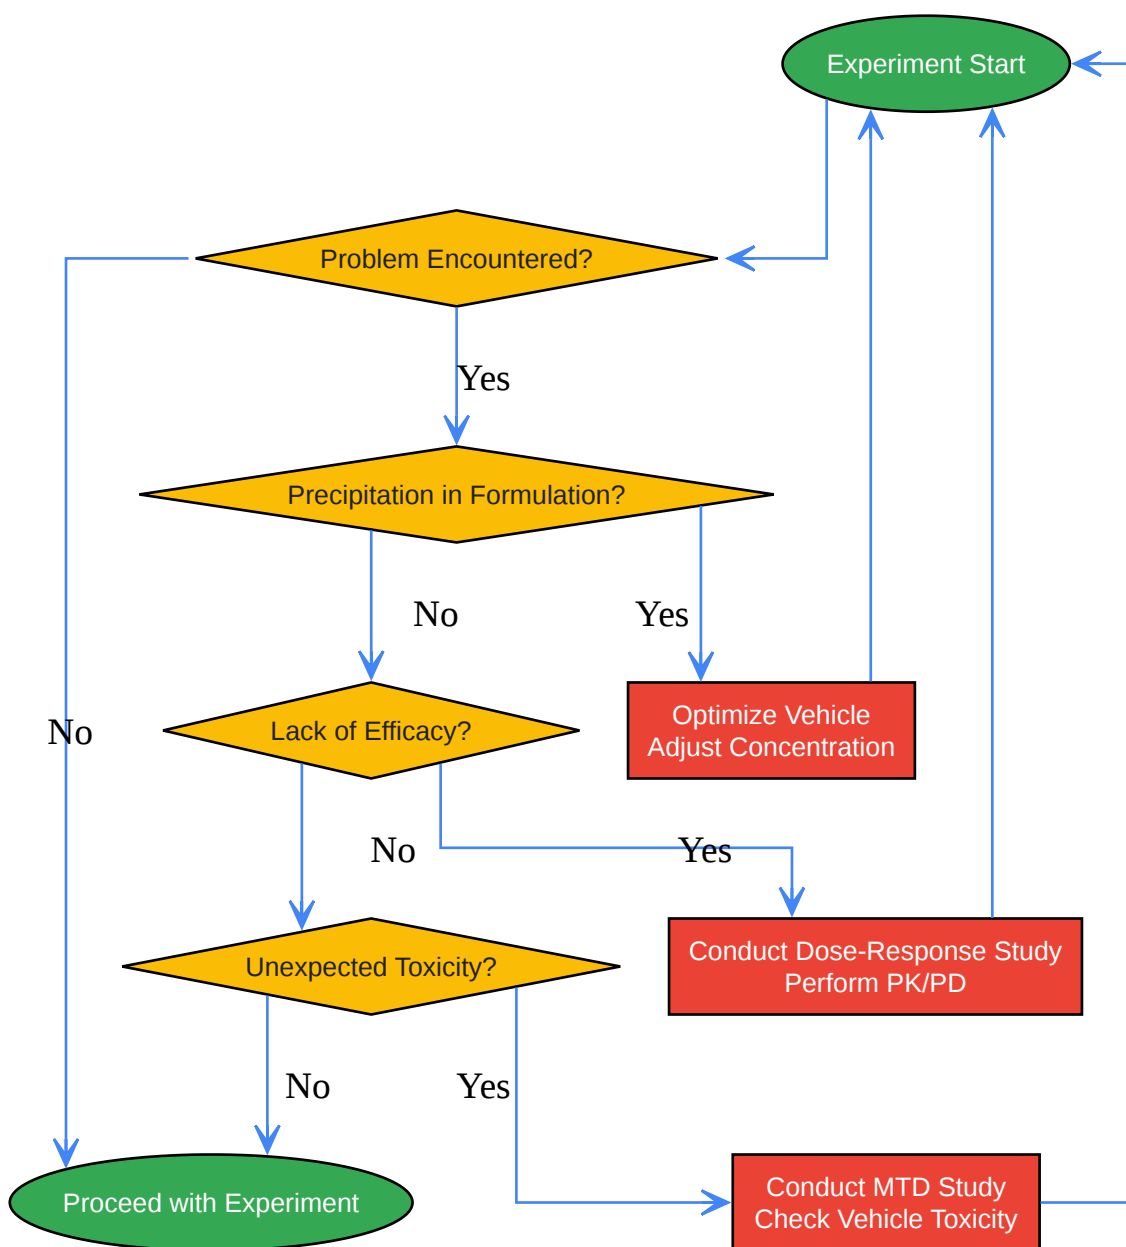 Experiment Start
Problem Encountered?
Yes
Precipitation in Formulation?
No
Yes
Optimize Vehicle
Adjust Concentration
Lack of Efficacy?
No
No
Yes
Conduct Dose-Response Study
Perform PK/PD
Unexpected Toxicity?
No
Yes
Proceed with Experiment
Conduct MTD Study
Check Vehicle Toxicity